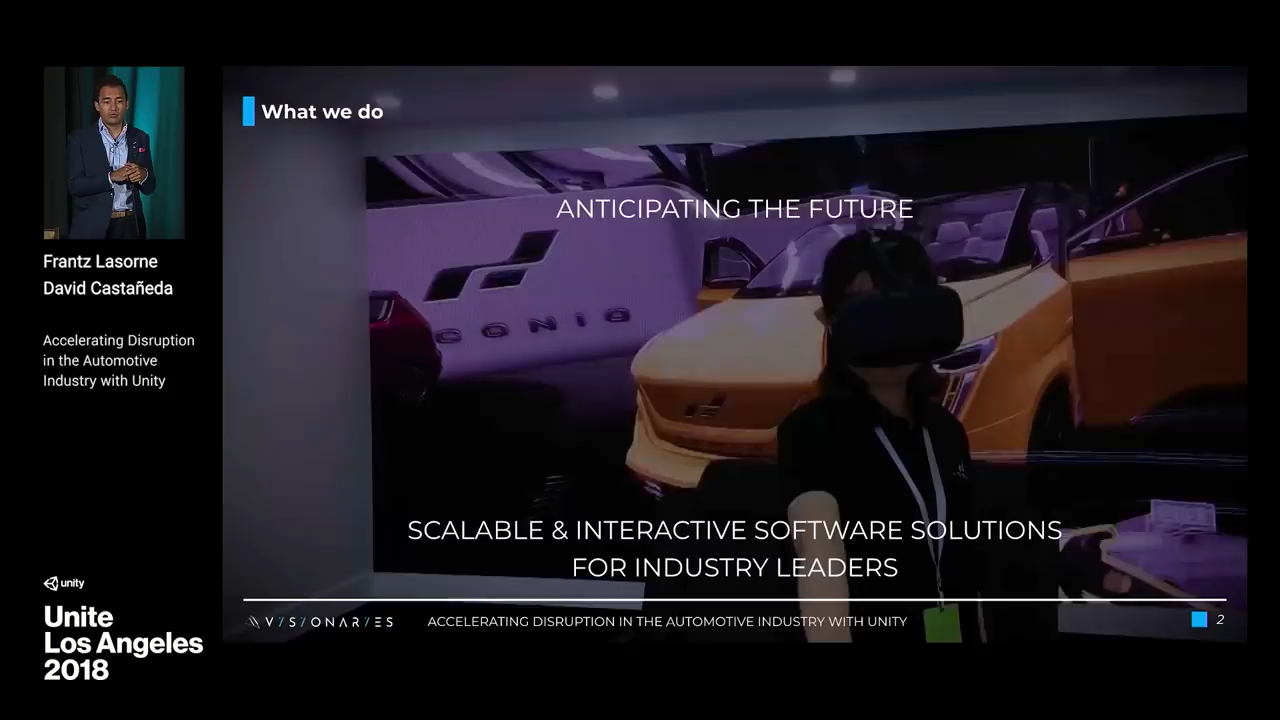 What we do
ANTICIPATING THE FUTURE
SCALABLE & INTERACTIVE SOFTWARE SOLUTIONS
FOR INDUSTRY LEADERS
ACCELERATING DISRUPTION IN THE AUTOMOTIVE INDUSTRY WITH UNITY
2
Frantz Lasorne
David Castañeda
Accelerating Disruption
in the Automotive
Industry with Unity
unity
Unite
Los Angeles
2018